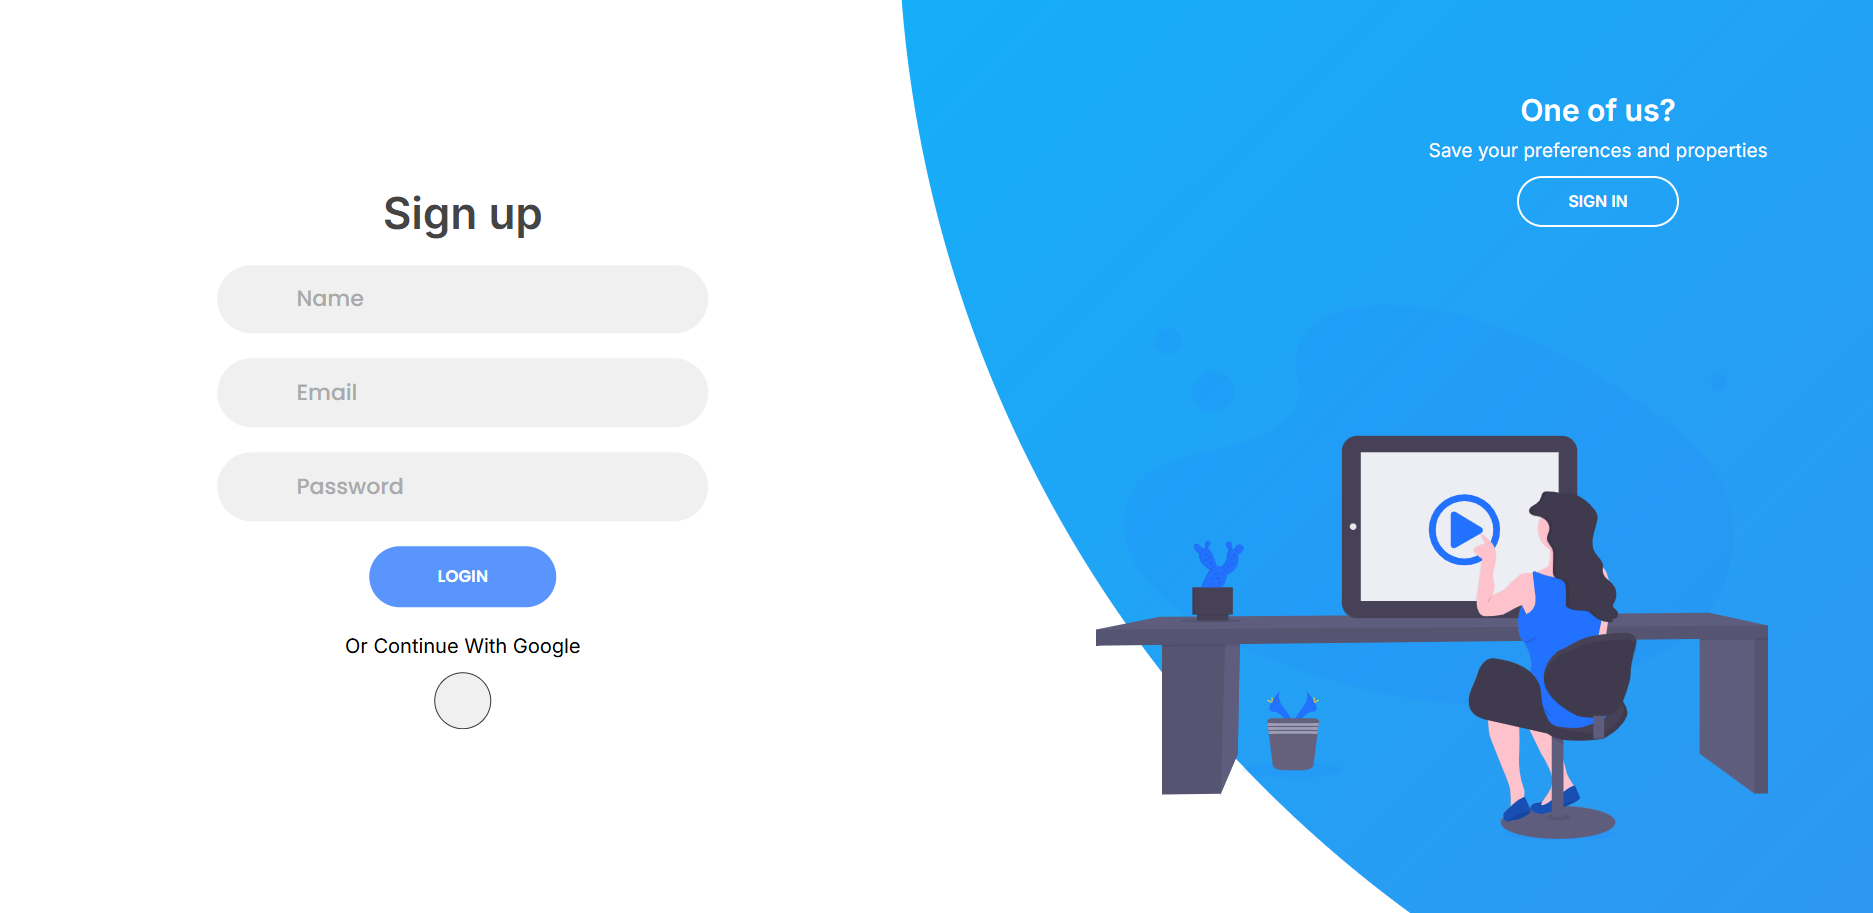 Sign up
Name
Email
Password
LOGIN
Or Continue With Google
One of us?
Save your preferences and properties
SIGN IN